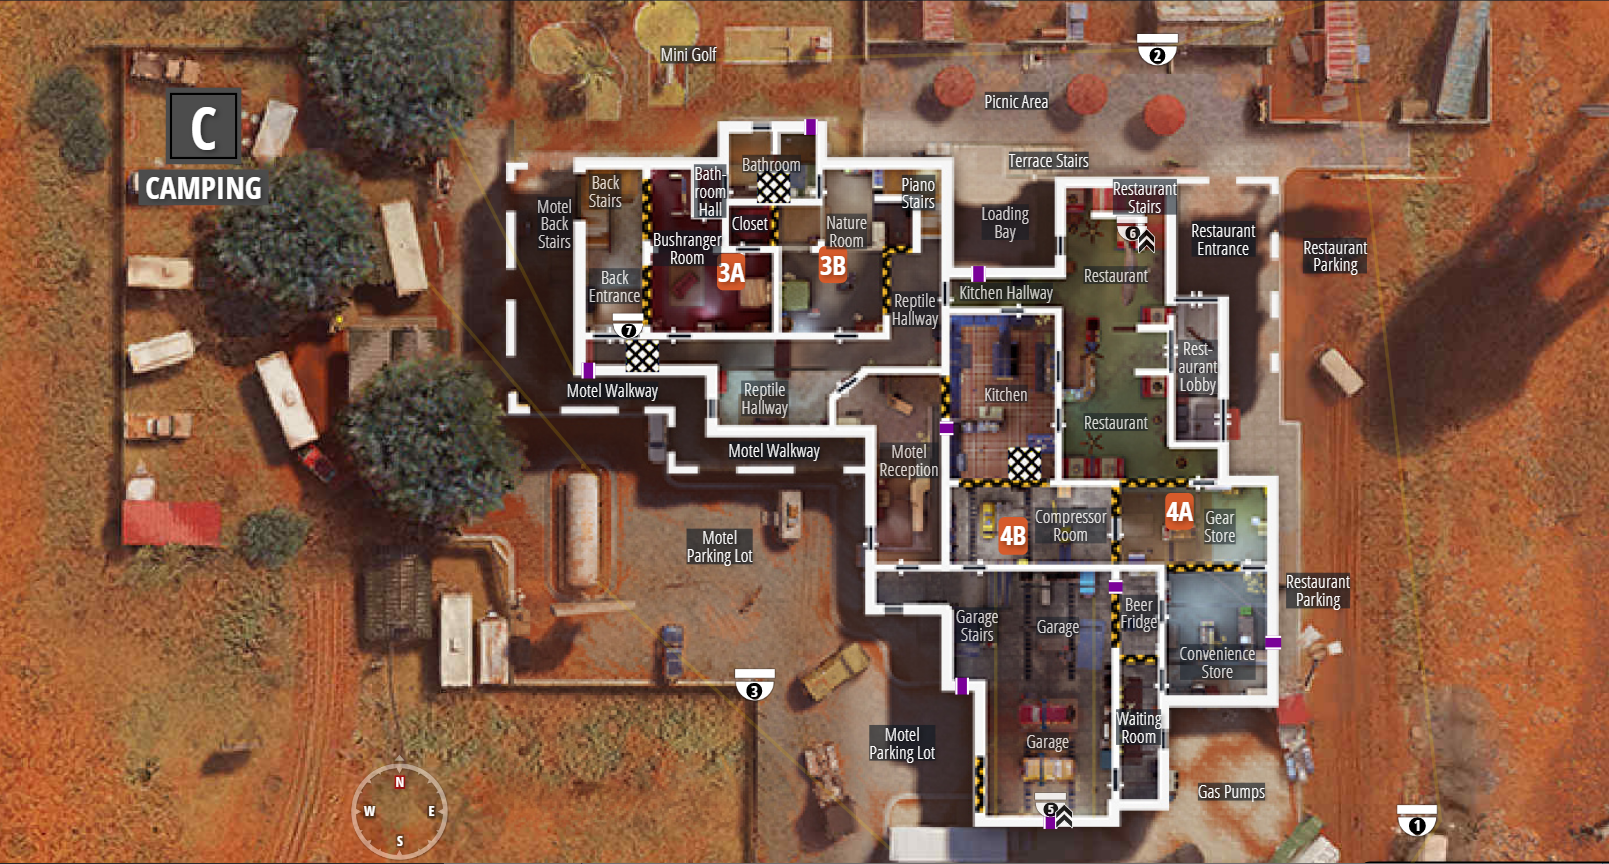 Mini Golf
2
Picnic Area
C
CAMPING
Terrace Stairs
Bathroom
Bath-
room
Hall
Back
Stairs
Piano
Stairs
Restaurant
Stairs
Motel
Back
Stairs
Closet
Nature
Room
Loading
Bay
6
Restaurant
Entrance
Restaurant
Parking
Bushranger
Room
3A
3B
Restaurant
Back
Entrance
Reptile
Hallway
Kitchen Hallway
7
Rest-
aurant
Lobby
Motel Walkway
Reptile
Hallway
Kitchen
Restaurant
Motel Walkway
Motel
Reception
4A
Gear
Store
4B
Compressor
Room
Motel
Parking Lot
Restaurant
Parking
Garage
Stairs
Garage
Beer
Fridge
Convenience
Store
3
Motel
Parking Lot
Garage
Waiting
Room
Gas Pumps
5
1
N
W
E
S